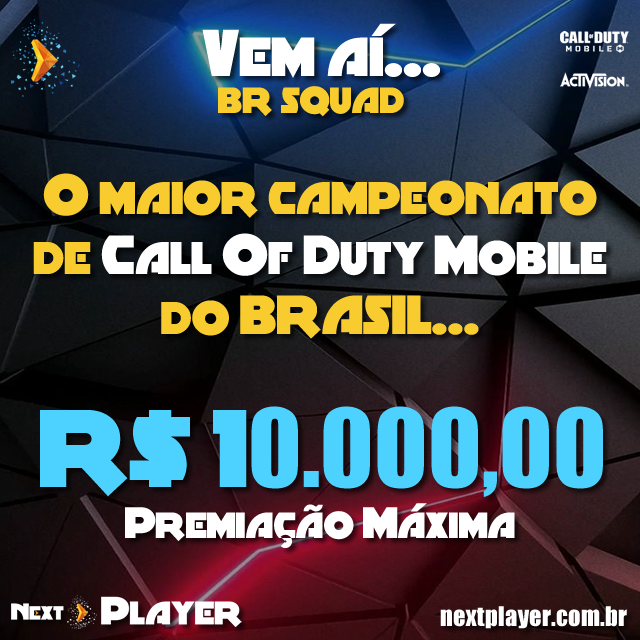 Vem aí...
BR SQUAD
CALL OF DUTY
MOBILE
ACTIVISION
O maior campeonato
de Call Of Duty Mobile
do BRASIL...
R$ 10.000,00
Premiação Máxima
Next Player
nextplayer.com.br